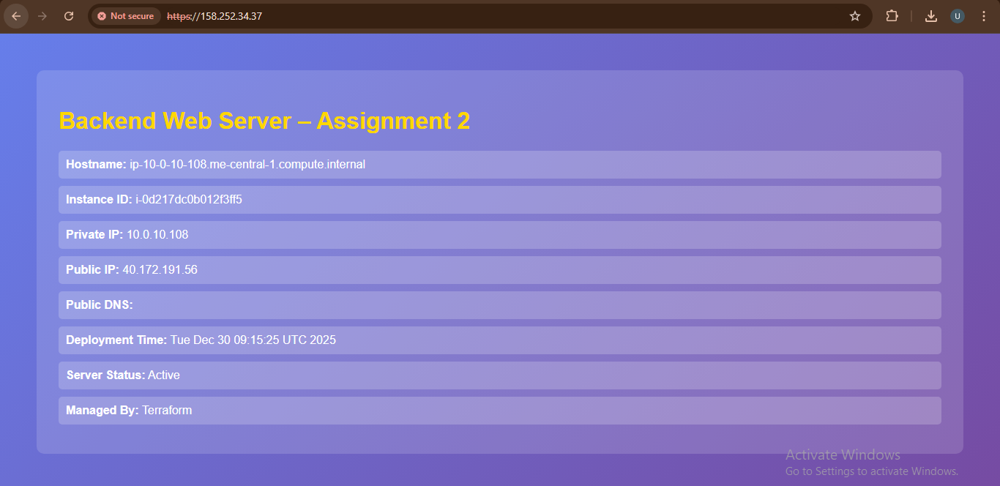 Not secure https://158.252.34.37
U
Backend Web Server – Assignment 2
Hostname: ip-10-0-10-108.me-central-1.compute.internal
Instance ID: i-0d217dc0b012f3ff5
Private IP: 10.0.10.108
Public IP: 40.172.191.56
Public DNS:
Deployment Time: Tue Dec 30 09:15:25 UTC 2025
Server Status: Active
Managed By: Terraform
Activate Windows
Go to Settings to activate Windows.